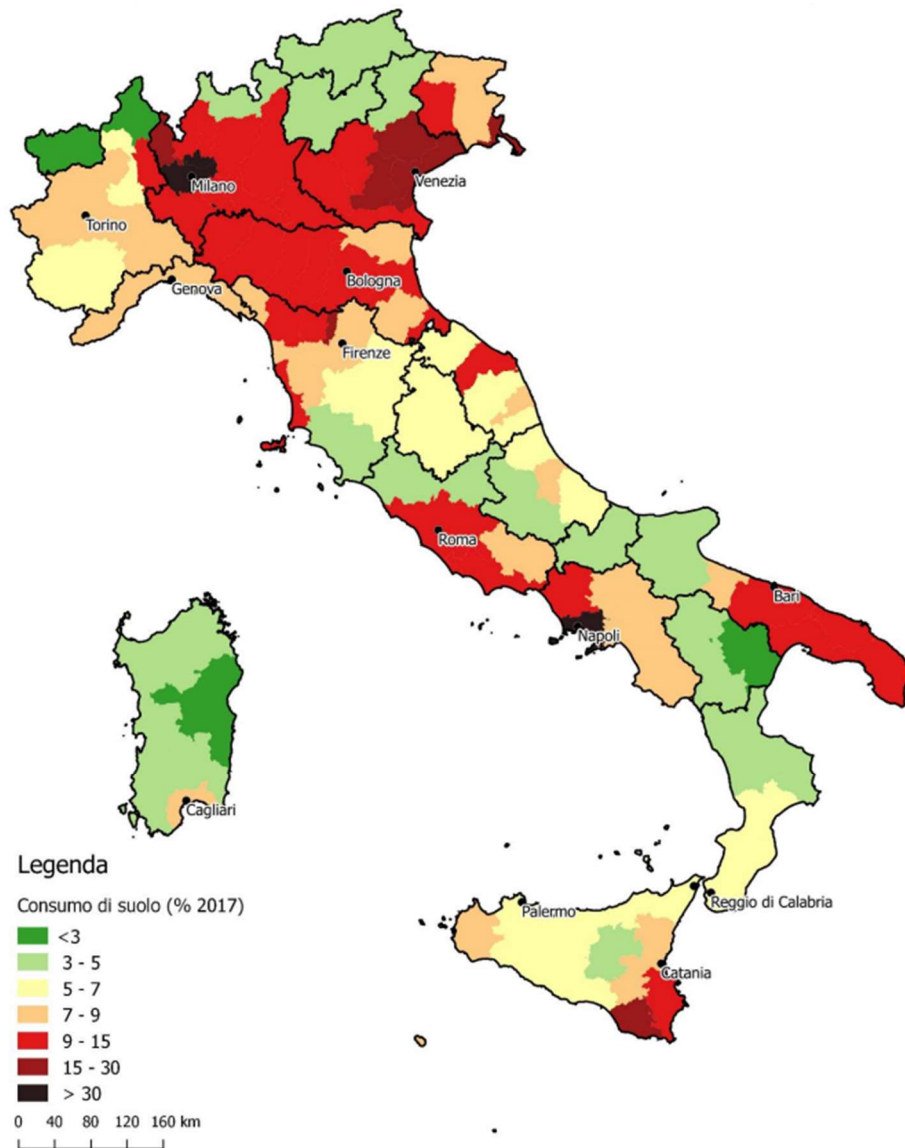 Milano
Venezia
Torino
Bologna
Genova
Firenze
Roma
Bari
Napoli
Cagliari
Reggio di Calabria
Palermo
Catania
Legenda
Consumo di suolo (% 2017)
<3
3 - 5
5 - 7
7 - 9
9 - 15
15 - 30
> 30
0 40 80 120 160 km